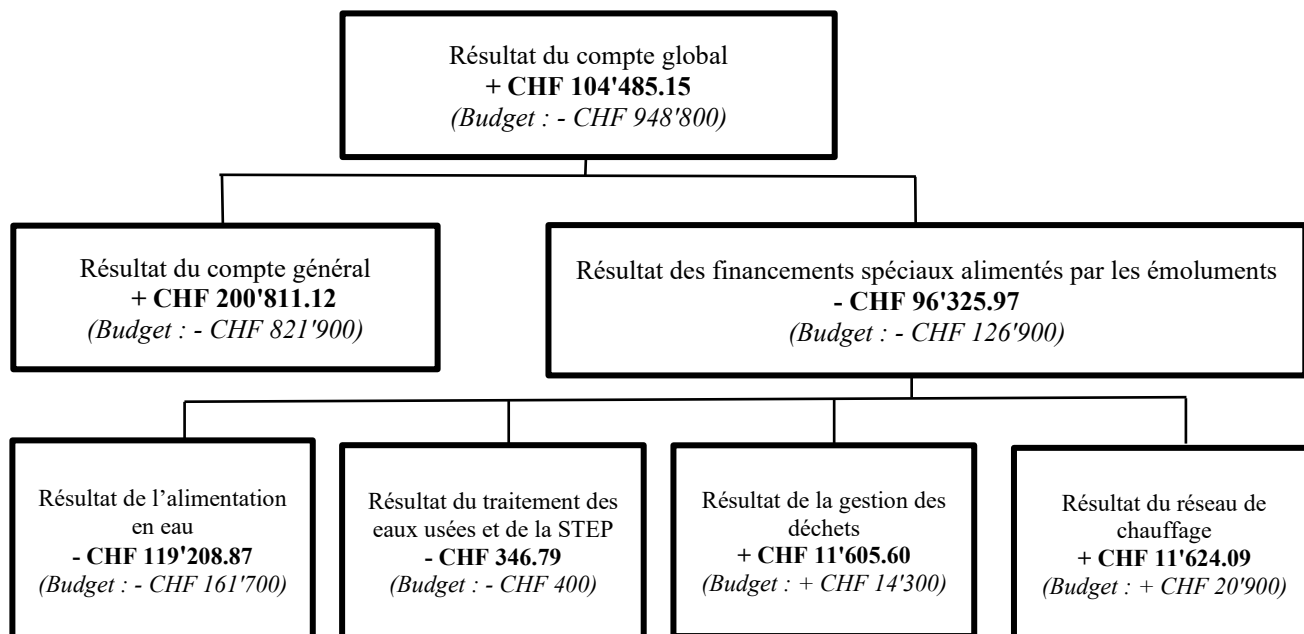 Résultat du compte global
+ CHF 104'485.15
(Budget : - CHF 948'800)
Résultat du compte général
+ CHF 200'811.12
(Budget : - CHF 821'900)
Résultat des financements spéciaux alimentés par les émoluments
- CHF 96'325.97
(Budget : - CHF 126'900)
Résultat de l’alimentation
en eau
- CHF 119'208.87
(Budget : - CHF 161'700)
Résultat du traitement des
eaux usées et de la STEP
- CHF 346.79
(Budget : - CHF 400)
Résultat de la gestion des
déchets
+ CHF 11'605.60
(Budget : + CHF 14'300)
Résultat du réseau de
chauffage
+ CHF 11'624.09
(Budget : + CHF 20'900)